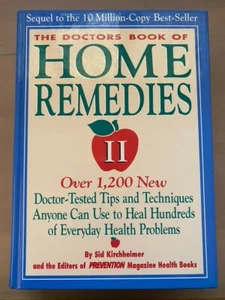 Sequel to the 10 Million-Copy Best-Seller
THE DOCTORS BOOK OF
HOME
REMEDIES
II
Over 1,200 New
Doctor-Tested Tips and Techniques
Anyone Can Use to Heal Hundreds
of Everyday Health Problems
By Sid Kirchheimer
and the Editors of PREVENTION Magazine Health Books